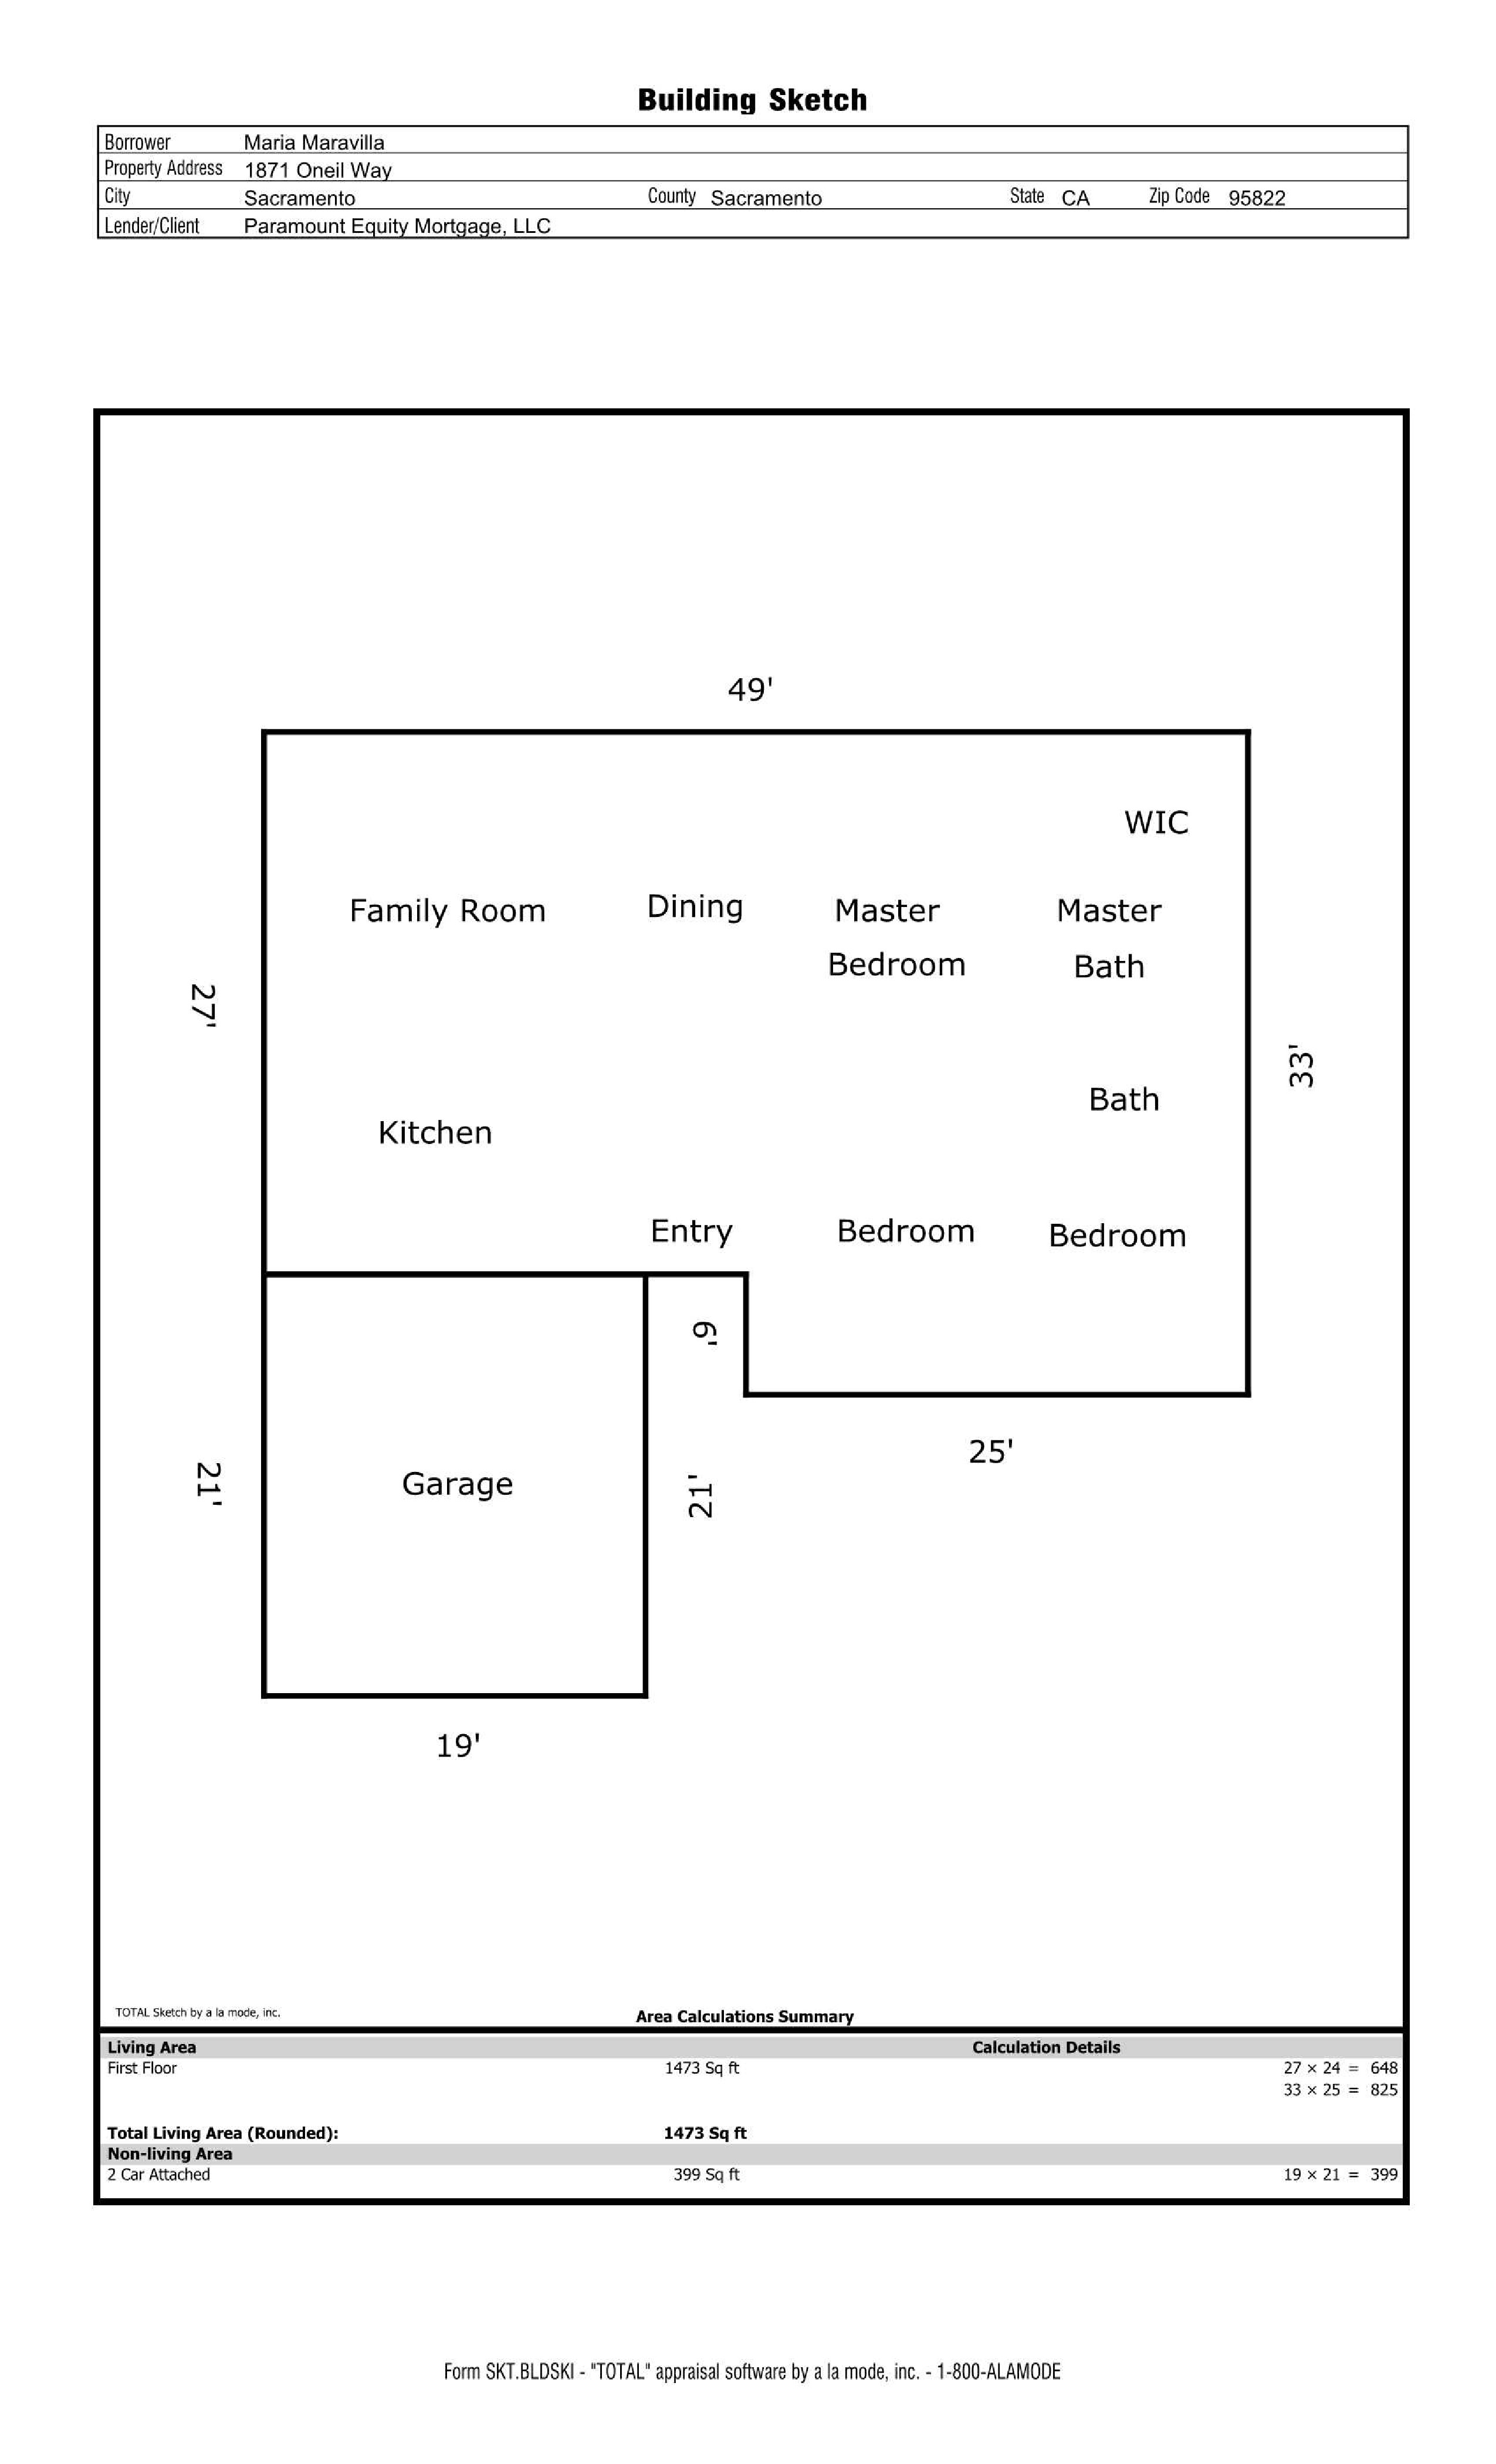 Building Sketch
Borrower Maria Maravilla
Property Address 1871 Oneil Way
City Sacramento County Sacramento State CA Zip Code 95822
Lender/Client Paramount Equity Mortgage, LLC
49'
WIC
Family Room Dining Master Master
Bedroom Bath
27'
33'
Bath
Kitchen
Entry Bedroom Bedroom
6'
25'
21'
Garage
21'
19'
TOTAL Sketch by a la mode, inc. Area Calculations Summary
Living Area Calculation Details
First Floor 1473 Sq ft 27 × 24 = 648
33 × 25 = 825
Total Living Area (Rounded): 1473 Sq ft
Non-living Area
2 Car Attached 399 Sq ft 19 × 21 = 399
Form SKT.BLDSKI - "TOTAL" appraisal software by a la mode, inc. - 1-800-ALAMODE